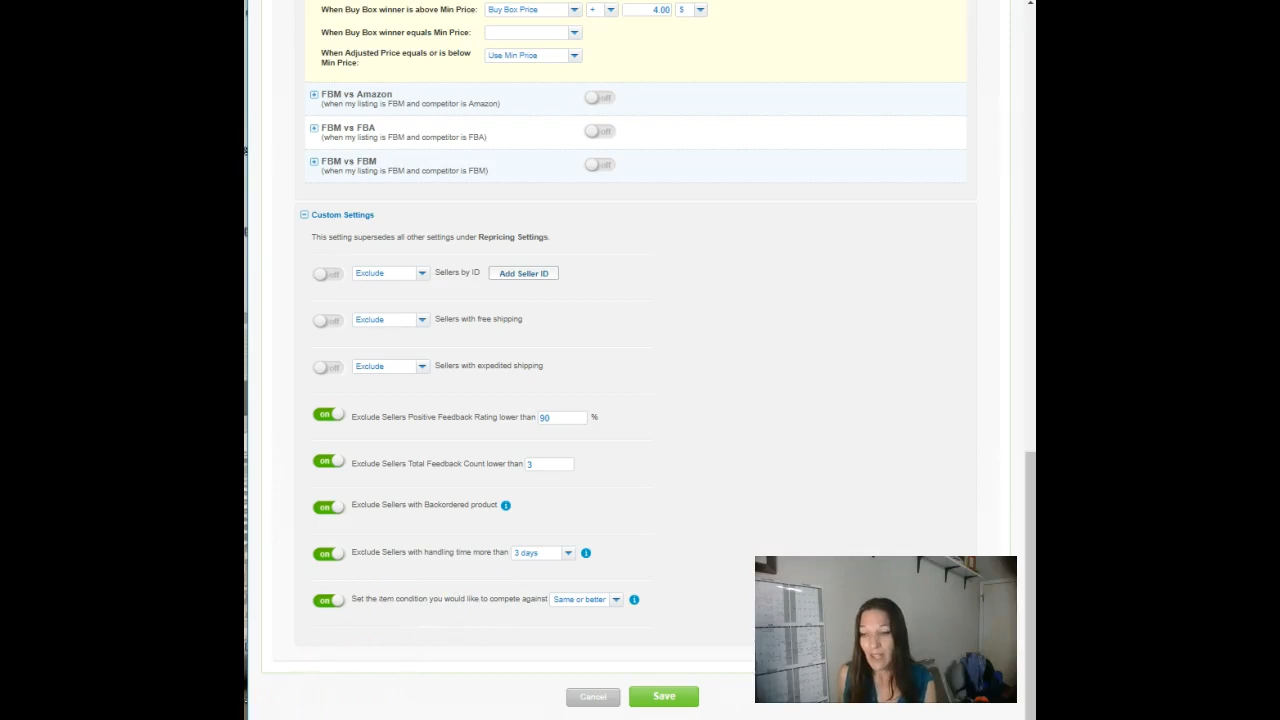 When Buy Box winner is above Min Price: Buy Box Price + 4.00 $
When Buy Box winner equals Min Price:
When Adjusted Price equals or is below
Min Price: Use Min Price
FBM vs Amazon
(when my listing is FBM and competitor is Amazon) off
FBM vs FBA
(when my listing is FBM and competitor is FBA) off
FBM vs FBM
(when my listing is FBM and competitor is FBM) off
Custom Settings
This setting supersedes all other settings under Repricing Settings.
off Exclude Sellers by ID Add Seller ID
off Exclude Sellers with free shipping
off Exclude Sellers with expedited shipping
on Exclude Sellers Positive Feedback Rating lower than 90 %
on Exclude Sellers Total Feedback Count lower than 3
on Exclude Sellers with Backordered product
on Exclude Sellers with handling time more than 3 days
on Set the item condition you would like to compete against Same or better
Cancel Save